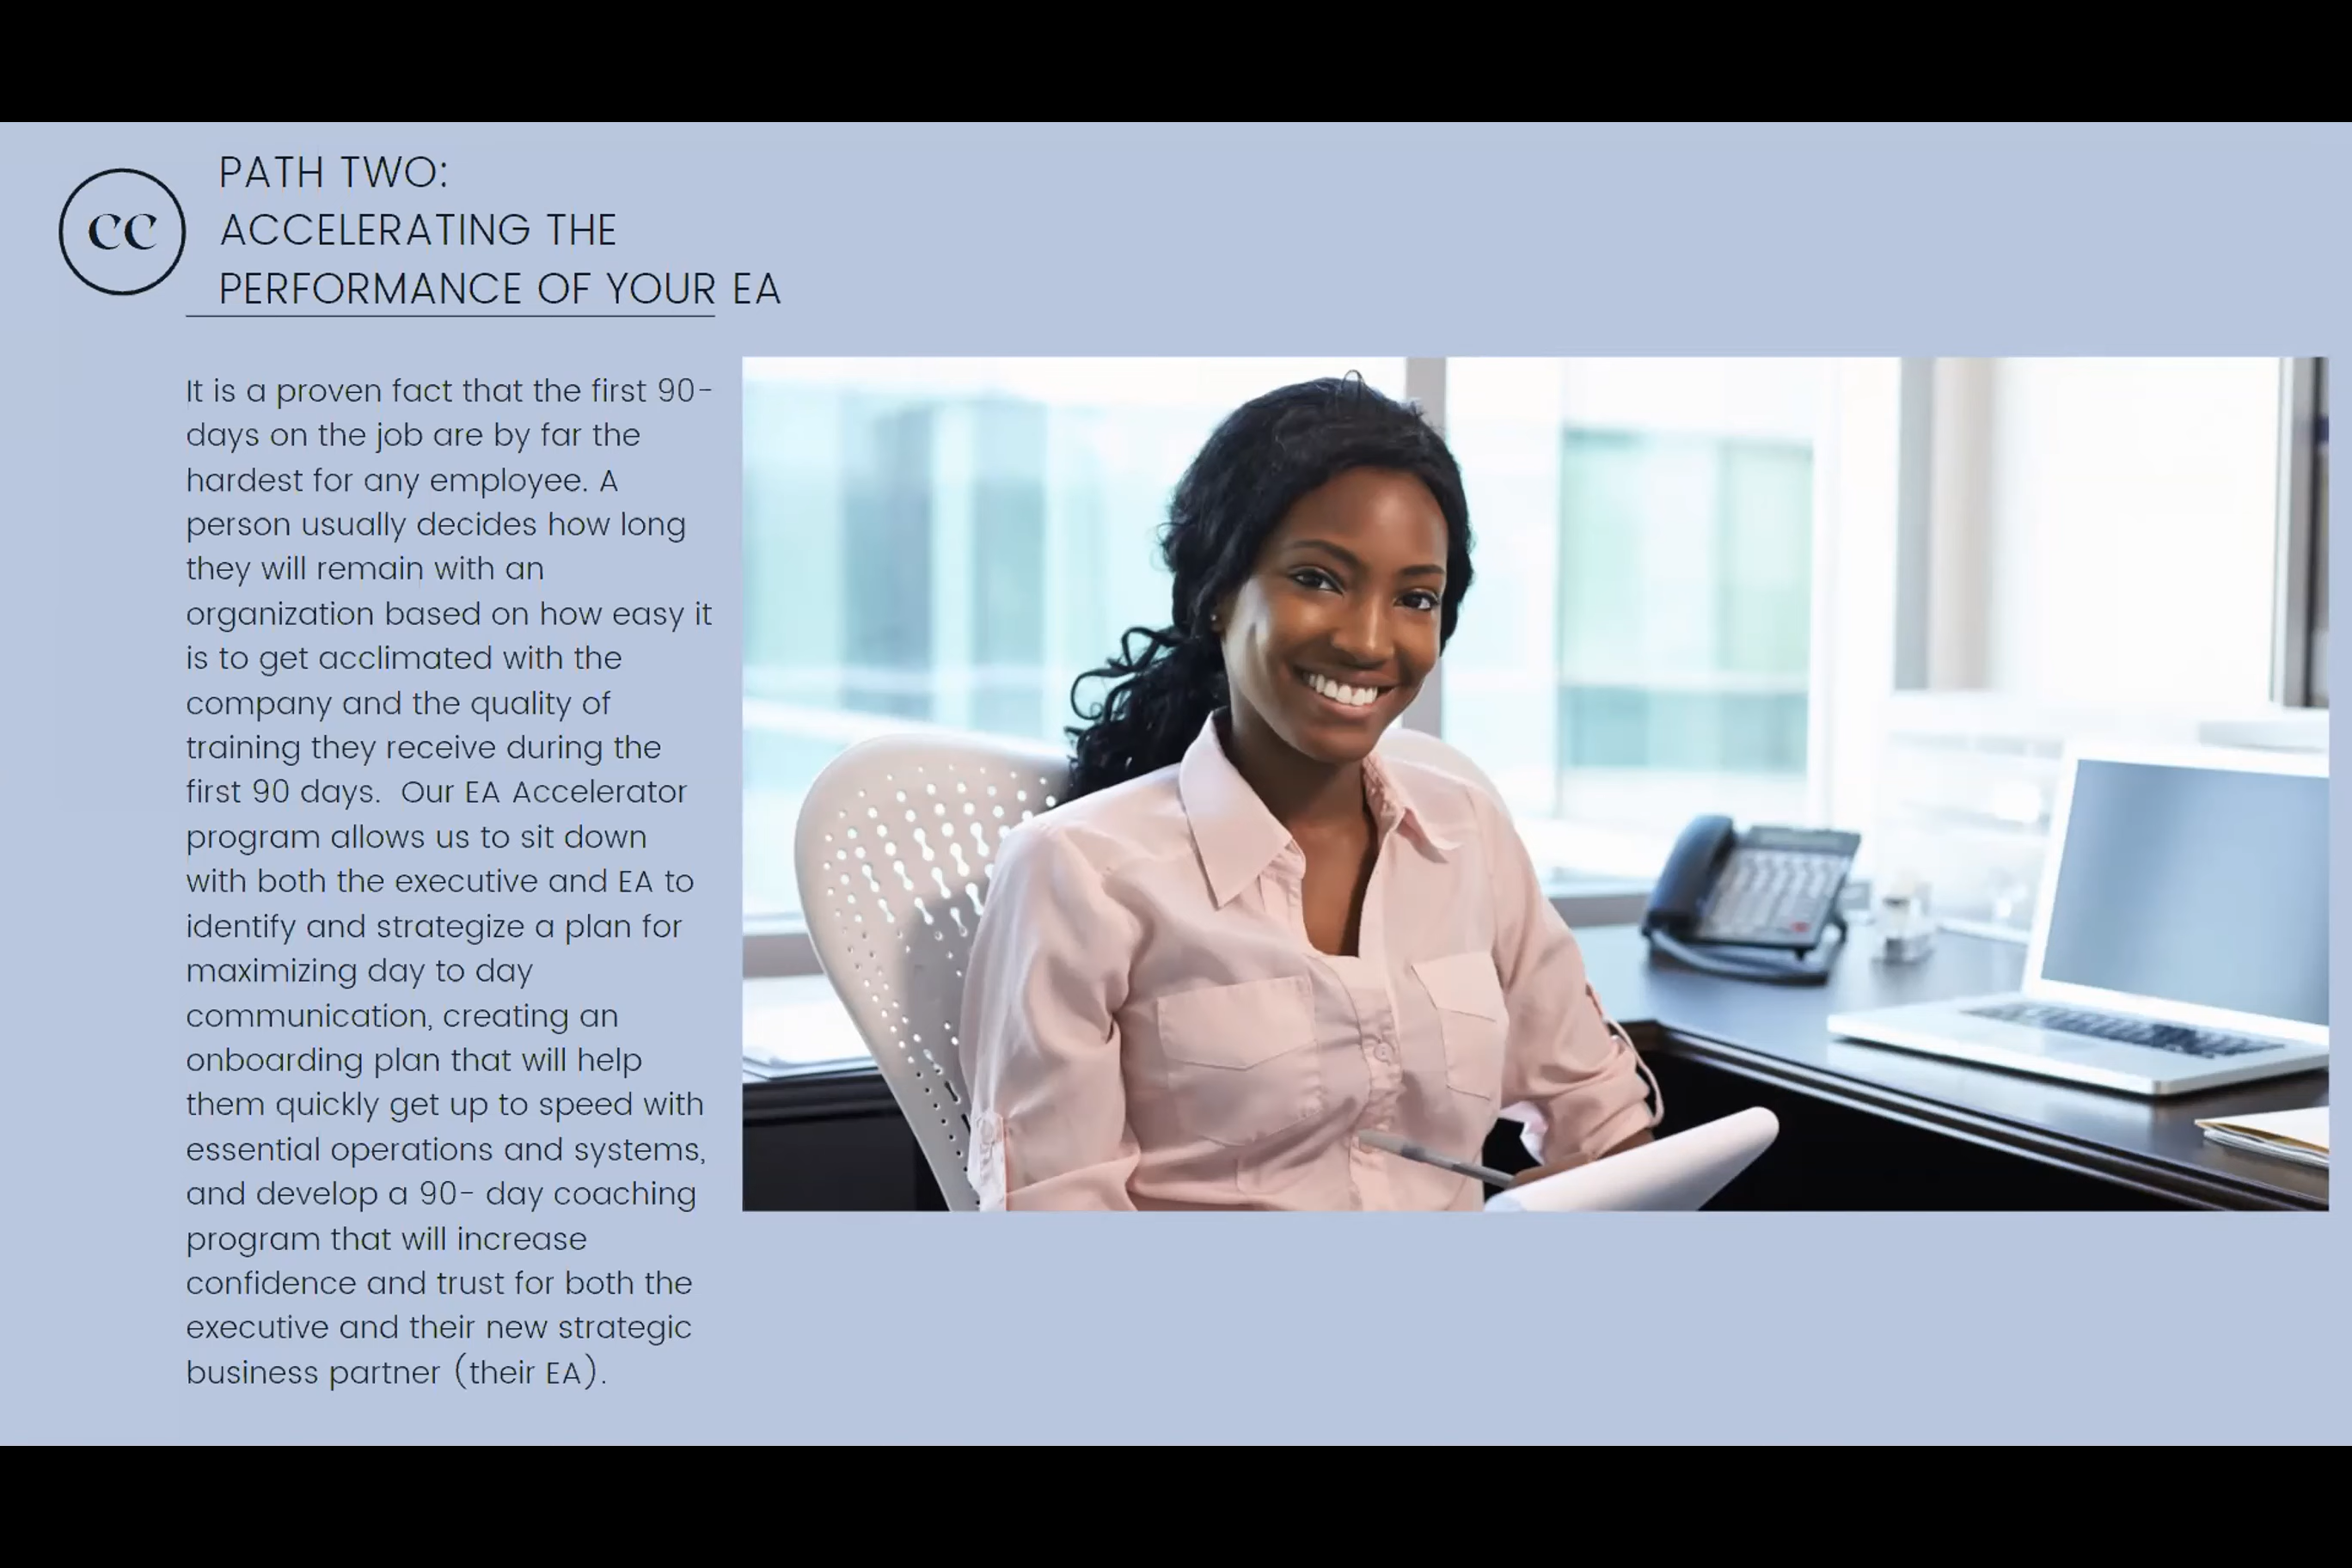 CC
PATH TWO:
ACCELERATING THE
PERFORMANCE OF YOUR EA
It is a proven fact that the first 90-
days on the job are by far the
hardest for any employee. A
person usually decides how long
they will remain with an
organization based on how easy it
is to get acclimated with the
company and the quality of
training they receive during the
first 90 days.  Our EA Accelerator
program allows us to sit down
with both the executive and EA to
identify and strategize a plan for
maximizing day to day
communication, creating an
onboarding plan that will help
them quickly get up to speed with
essential operations and systems,
and develop a 90- day coaching
program that will increase
confidence and trust for both the
executive and their new strategic
business partner (their EA).